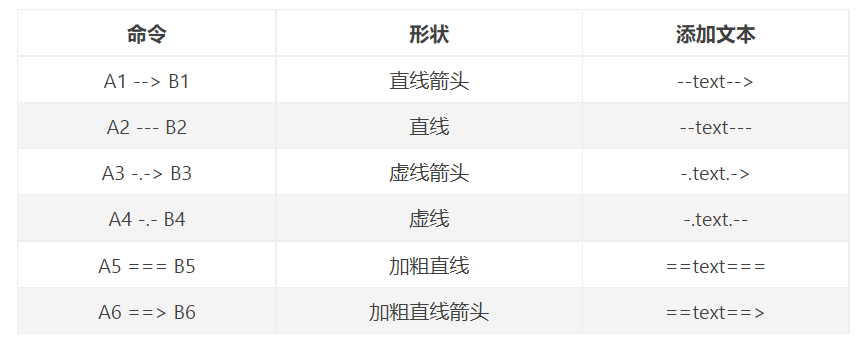 命令 形状 添加文本
A1 --> B1 直线箭头 --text-->
A2 --- B2 直线 --text---
A3 -.-> B3 虚线箭头 -.text.->
A4 -.- B4 虚线 -.text.--
A5 === B5 加粗直线 ==text===
A6 ==> B6 加粗直线箭头 ==text==>